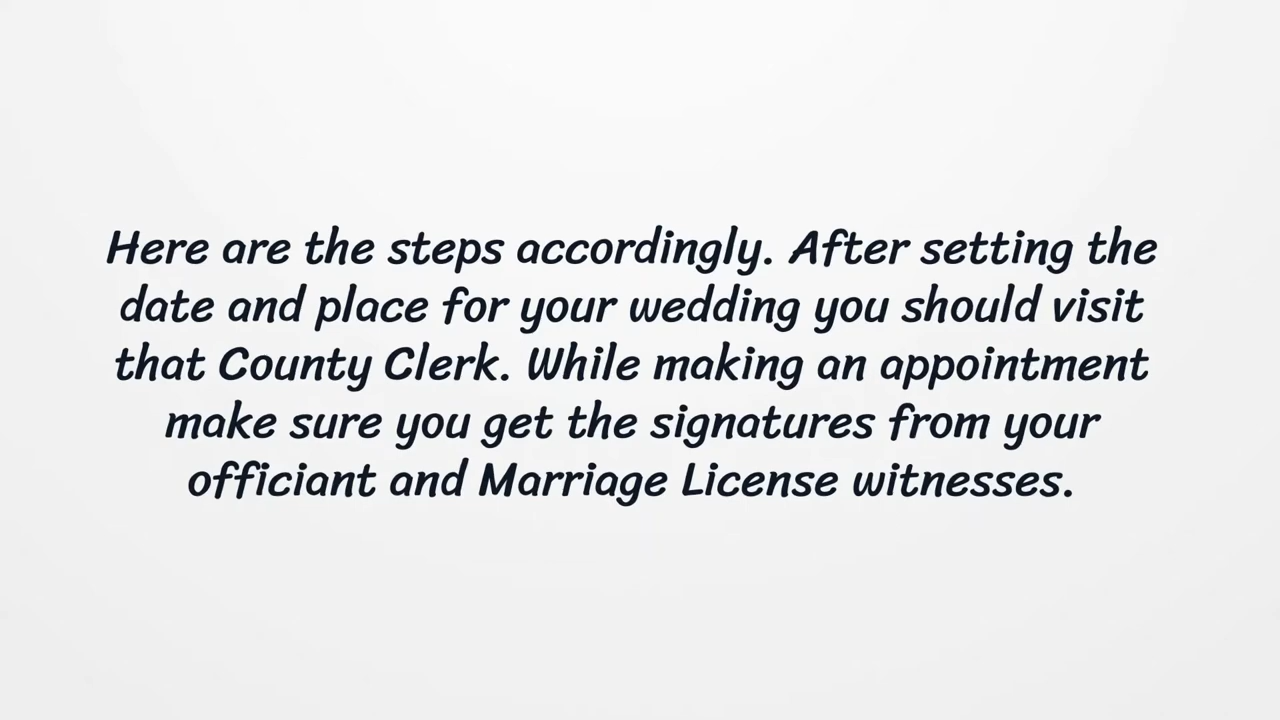 Here are the steps accordingly. After setting the
date and place for your wedding you should visit
that County Clerk. While making an appointment
make sure you get the signatures from your
officiant and Marriage License witnesses.